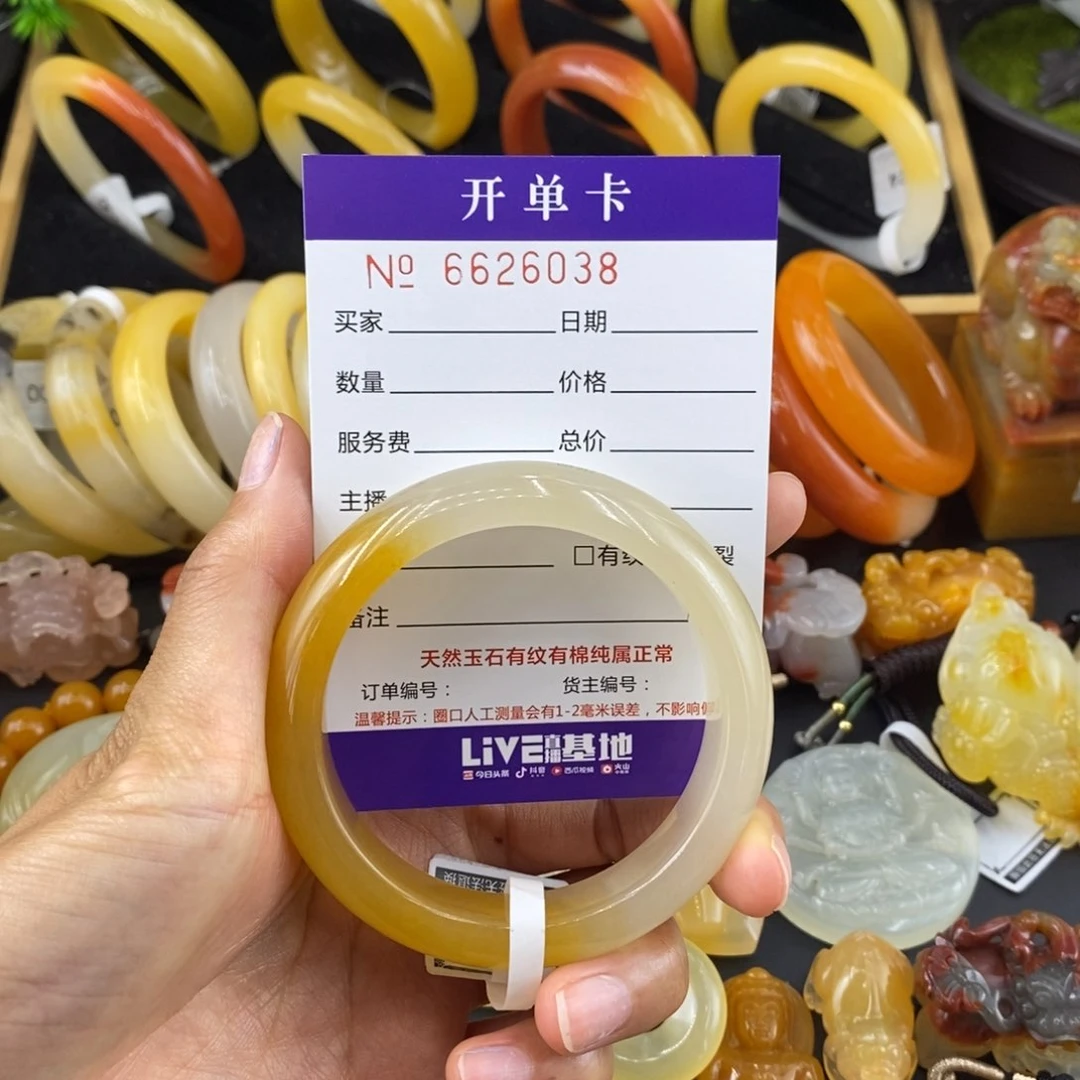 开单卡
№ 6626038
买家 日期
数量 价格
服务费 总价
主播
□有纹 裂
备注
天然玉石有纹有棉纯属正常
订单编号： 货主编号：
温馨提示：圈口人工测量会有1-2毫米误差，不影响
LiVE直播基地
今日头条 抖音 西瓜视频 火山